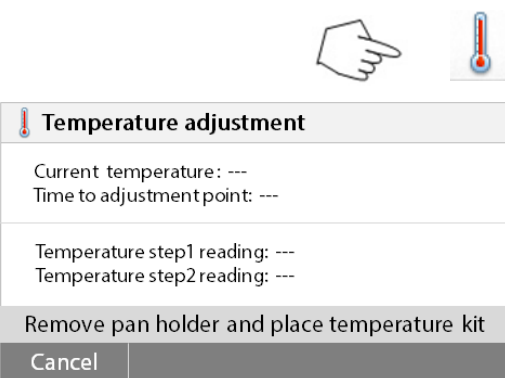 Temperature adjustment
Current temperature: ---
Time to adjustment point: ---
Temperature step1 reading: ---
Temperature step2 reading: ---
Remove pan holder and place temperature kit
Cancel